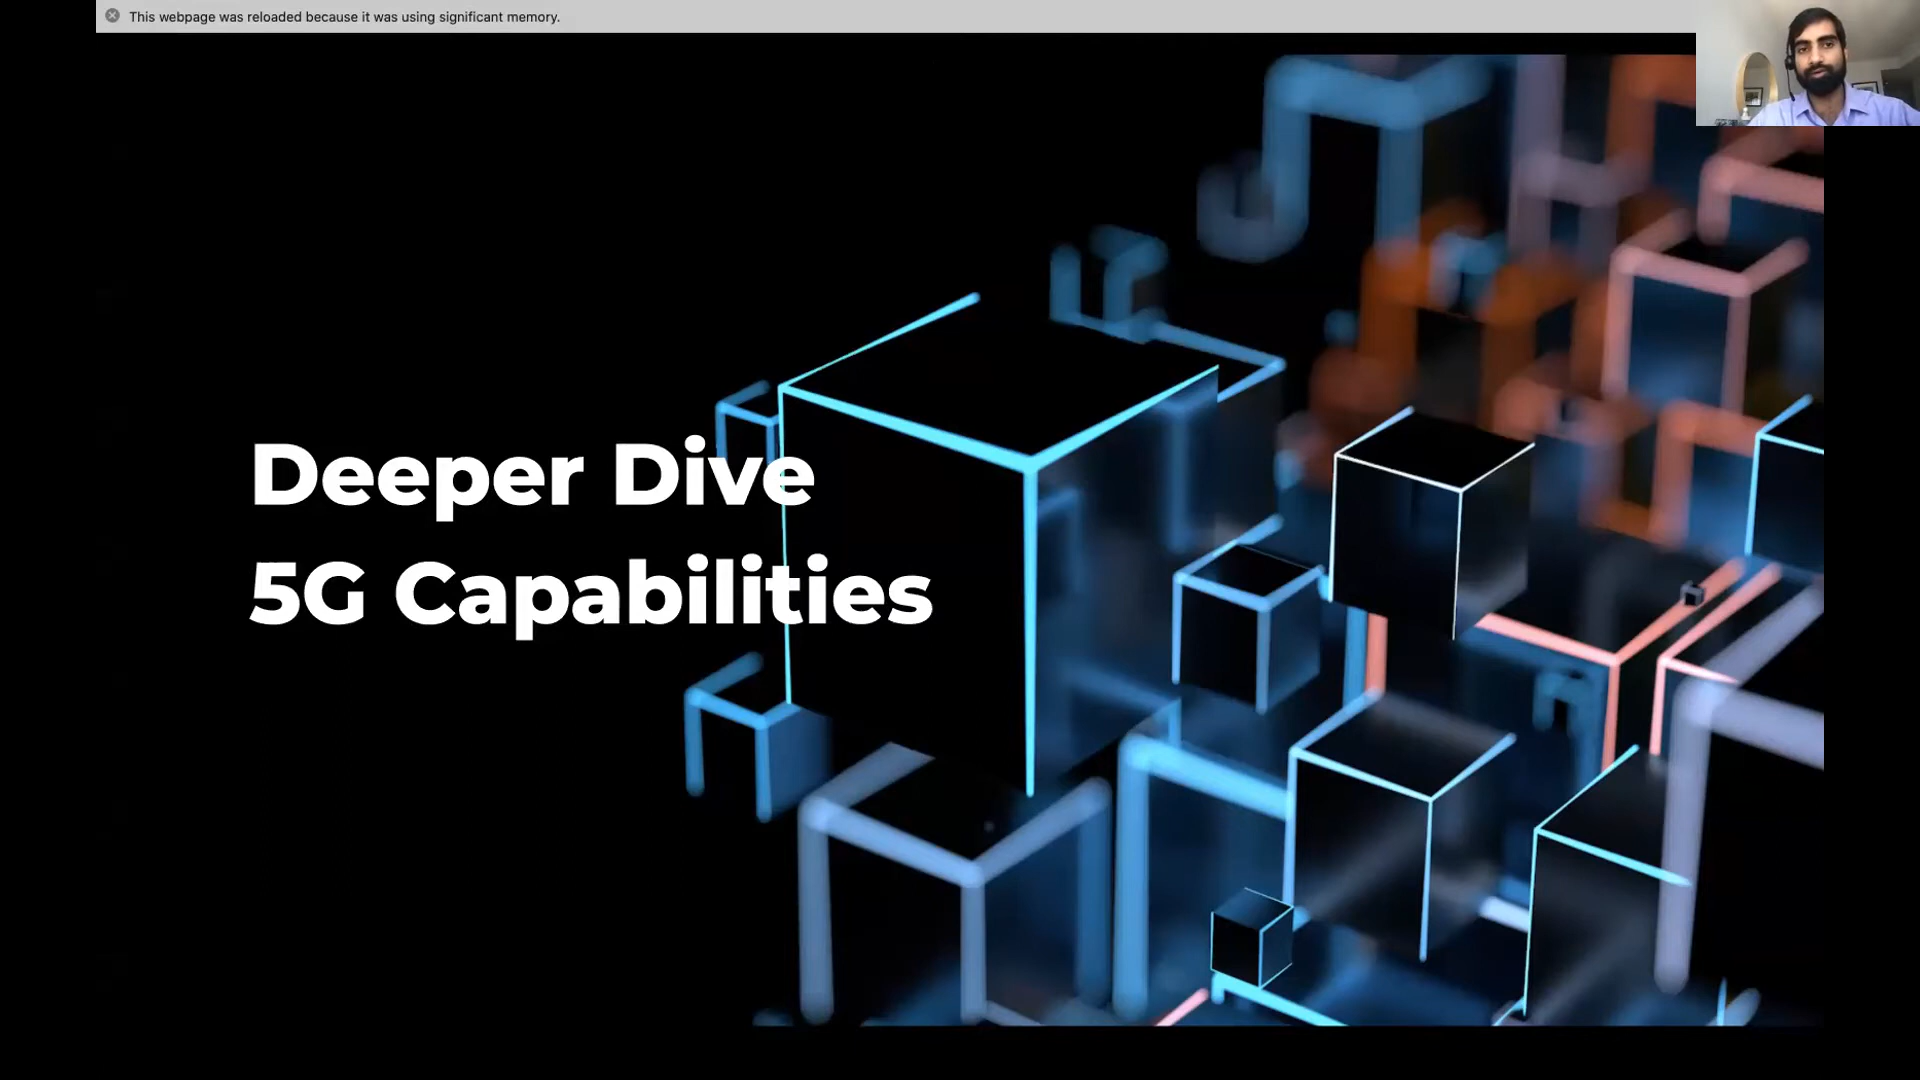 This webpage was reloaded because it was using significant memory.
Deeper Dive
5G Capabilities